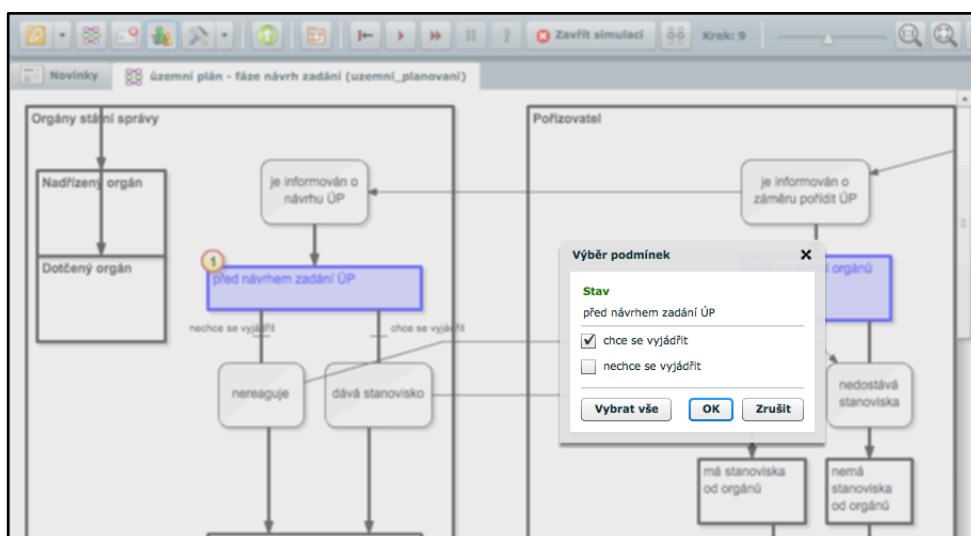 Zavřít simulaci
Krok: 9
Novinky
územní plán - fáze návrh zadání (uzemni_planovani)
Orgány státní správy
Nadřízený orgán
Dotčený orgán
je informován o
návrhu ÚP
1
před návrhem zadání ÚP
nechce se vyjádřit
chce se vyjádřit
nereaguje
dává stanovisko
Pořizovatel
je informován o
záměru pořídit ÚP
d orgánů
Výběr podmínek
Stav
před návrhem zadání ÚP
chce se vyjádřit
nechce se vyjádřit
Vybrat vše
OK
Zrušit
nedostává
stanoviska
má stanoviska
od orgánů
nemá
stanoviska
od orgánů